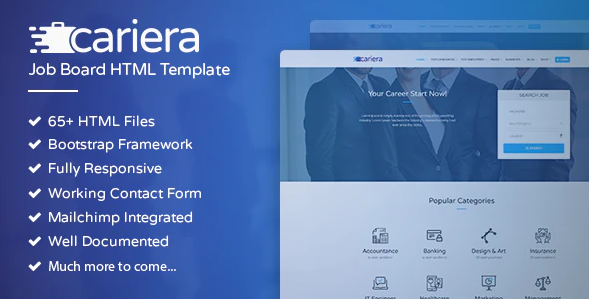 cariera
Job Board HTML Template
65+ HTML Files
Bootstrap Framework
Fully Responsive
Working Contact Form
Mailchimp Integrated
Well Documented
Much more to come...
cariera
Your Career Start Now!
SEARCH JOB
Popular Categories
Accountance
Banking
Design & Art
Insurance
IT Engineer
Healthcare
Marketing
Management